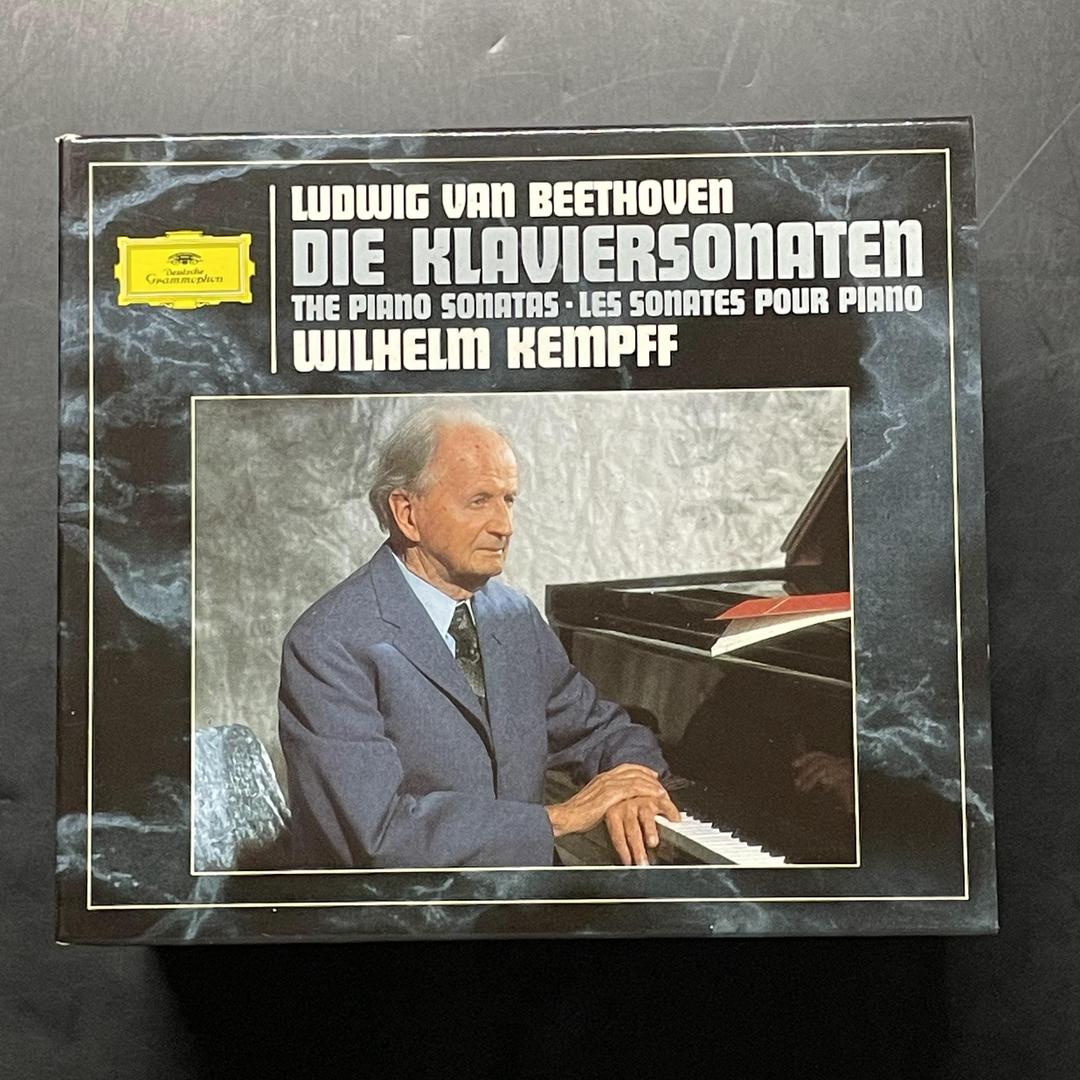 LUDWIG VAN BEETHOVEN
DIE KLAVIERSONATEN
THE PIANO SONATAS · LES SONATES POUR PIANO
WILHELM KEMPFF
Deutsche
Grammophon